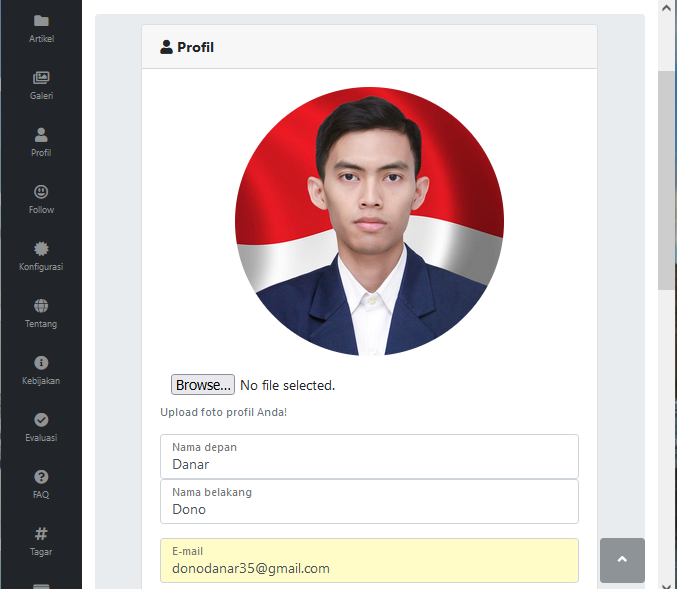 Artikel
Galeri
Profil
Follow
Konfigurasi
Tentang
Kebijakan
Evaluasi
FAQ
Tagar
Profil
Browse... No file selected.
Upload foto profil Anda!
Nama depan
Danar
Nama belakang
Dono
E-mail
donodanar35@gmail.com